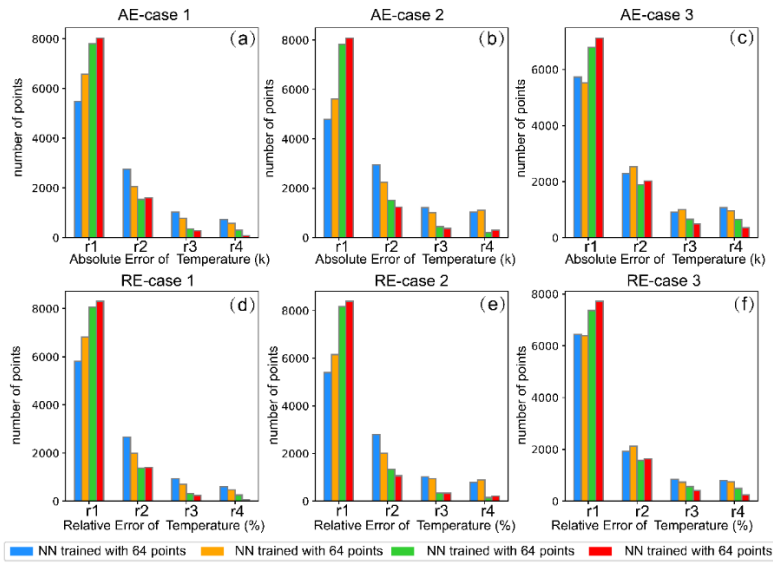 AE-case 1
(a)
number of points
8000
6000
4000
2000
0
r1 r2 r3 r4
Absolute Error of Temperature (k)
AE-case 2
(b)
number of points
8000
6000
4000
2000
0
r1 r2 r3 r4
Absolute Error of Temperature (k)
AE-case 3
(c)
number of points
6000
4000
2000
0
r1 r2 r3 r4
Absolute Error of Temperature (k)
RE-case 1
(d)
number of points
8000
6000
4000
2000
0
r1 r2 r3 r4
Relative Error of Temperature (%)
RE-case 2
(e)
number of points
8000
6000
4000
2000
0
r1 r2 r3 r4
Relative Error of Temperature (%)
RE-case 3
(f)
number of points
8000
6000
4000
2000
0
r1 r2 r3 r4
Relative Error of Temperature (%)
NN trained with 64 points NN trained with 64 points NN trained with 64 points NN trained with 64 points